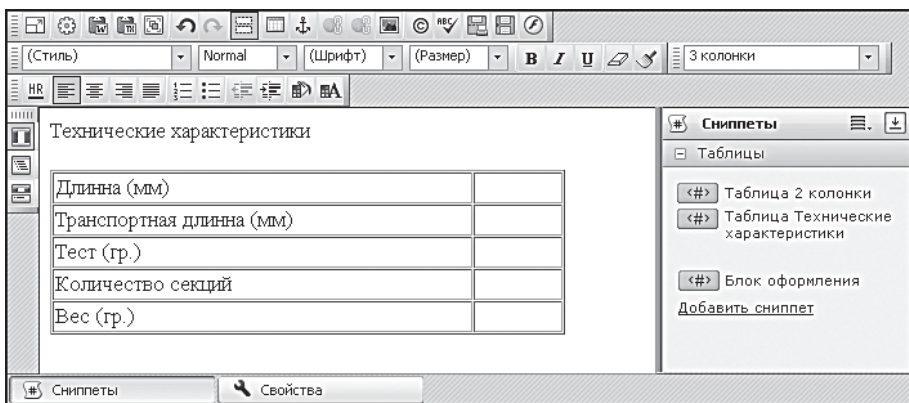 (Стиль) Normal (Шрифт) (Размер) B I U 3 колонки
HR
Технические характеристики
Длинна (мм)
Транспортная длинна (мм)
Тест (гр.)
Количество секций
Вес (гр.)
Сниппеты
Таблицы
<#> Таблица 2 колонки
<#> Таблица Технические
характеристики
<#> Блок оформления
Добавить сниппет
Сниппеты Свойства